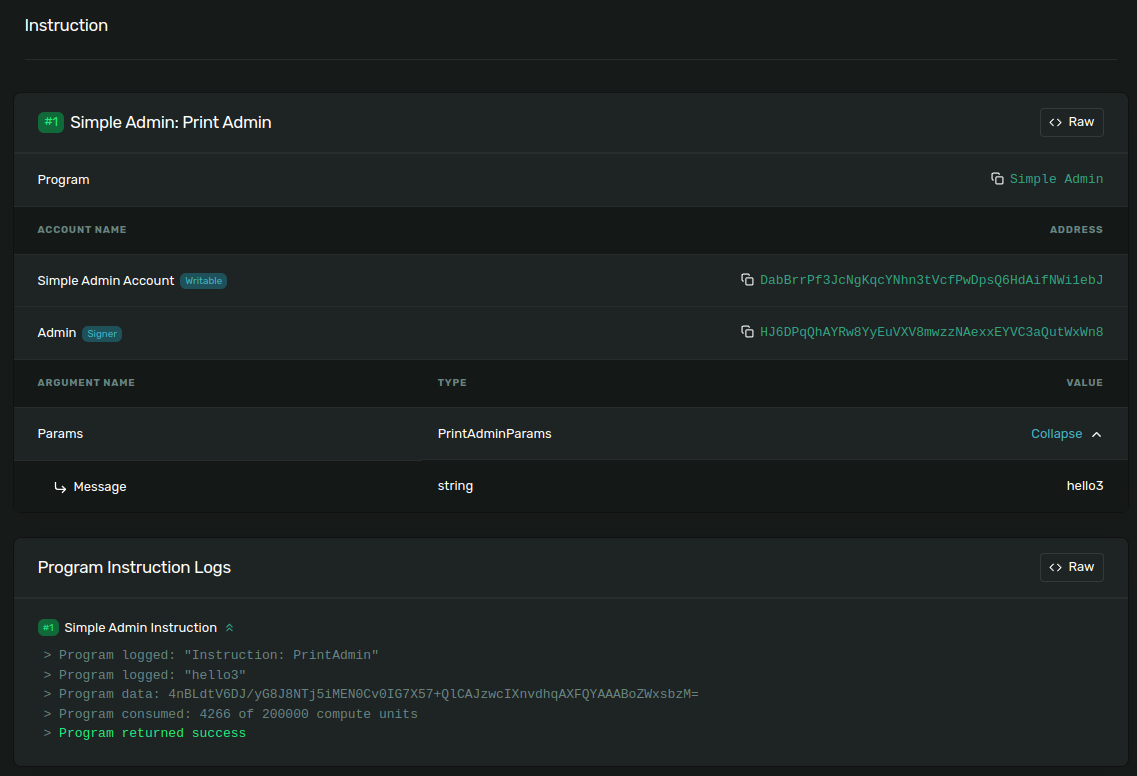 Instruction
#1 Simple Admin: Print Admin Raw
Program Simple Admin
ACCOUNT NAME ADDRESS
Simple Admin Account Writable DabBrrPf3JcNgKqcYNhn3tVcfPwDpsQ6HdAifNWi1ebJ
Admin Signer HJ6DPqQhAYRw8YyEuVXV8mwzzNAexxEYVC3aQutWxWn8
ARGUMENT NAME TYPE VALUE
Params PrintAdminParams Collapse
Message string hello3
Program Instruction Logs Raw
#1 Simple Admin Instruction
> Program logged: "Instruction: PrintAdmin"
> Program logged: "hello3"
> Program data: 4nBLdtV6DJ/yG8J8NTj5iMEN0Cv0IG7X57+QlCAJzwcIXnvdhqAXFQYAAABoZWxsbzM=
> Program consumed: 4266 of 200000 compute units
> Program returned success